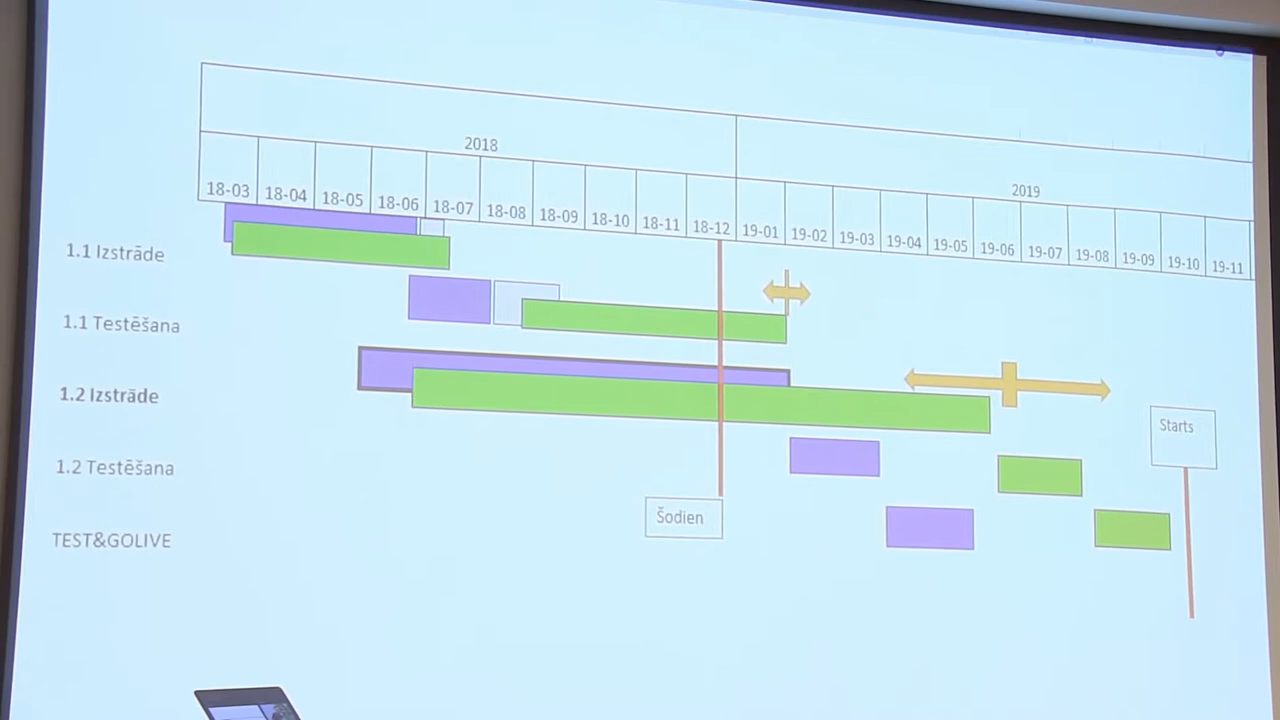 2018
2019
18-03 18-04 18-05 18-06 18-07 18-08 18-09 18-10 18-11 18-12 19-01 19-02 19-03 19-04 19-05 19-06 19-07 19-08 19-09 19-10 19-11
1.1 Izstrāde
1.1 Testēšana
1.2 Izstrāde
Starts
1.2 Testēšana
Šodien
TEST&GOLIVE